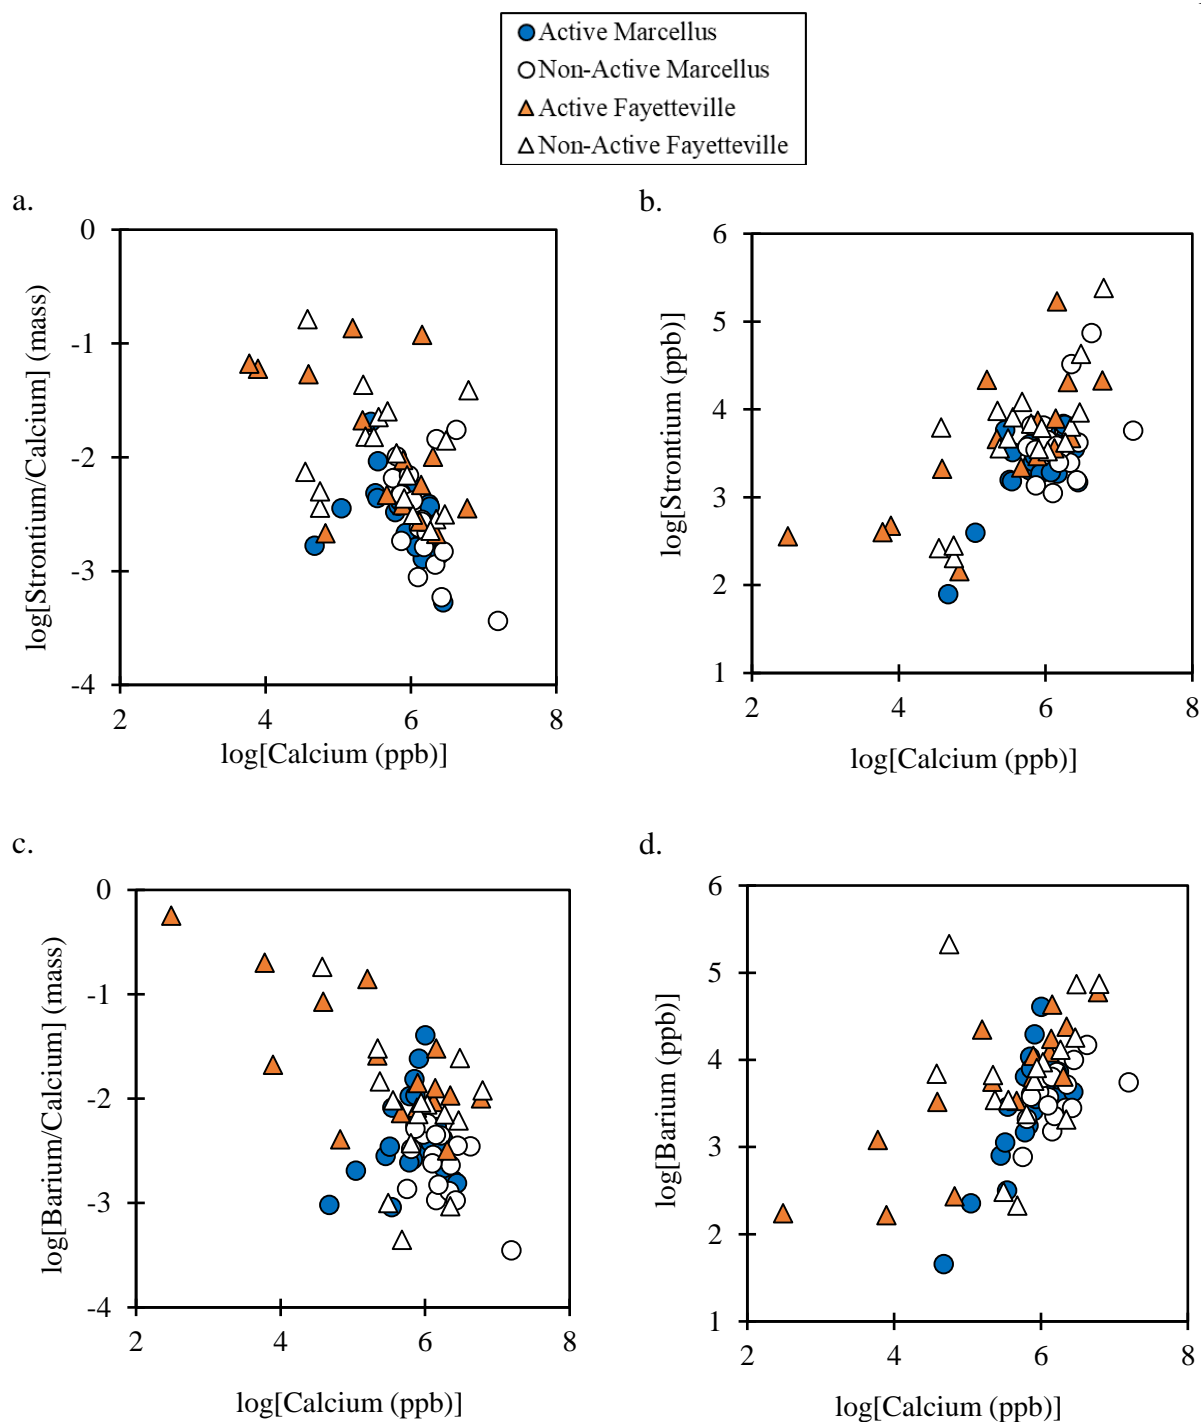 Active Marcellus
Non-Active Marcellus
Active Fayetteville
Non-Active Fayetteville
a.
0
-1
-2
-3
-4
2
4
6
8
log[Strontium/Calcium] (mass)
log[Calcium (ppb)]
b.
6
5
4
3
2
1
2
4
6
8
log[Strontium (ppb)]
log[Calcium (ppb)]
c.
0
-1
-2
-3
-4
2
4
6
8
log[Barium/Calcium] (mass)
log[Calcium (ppb)]
d.
6
5
4
3
2
1
2
4
6
8
log[Barium (ppb)]
log[Calcium (ppb)]